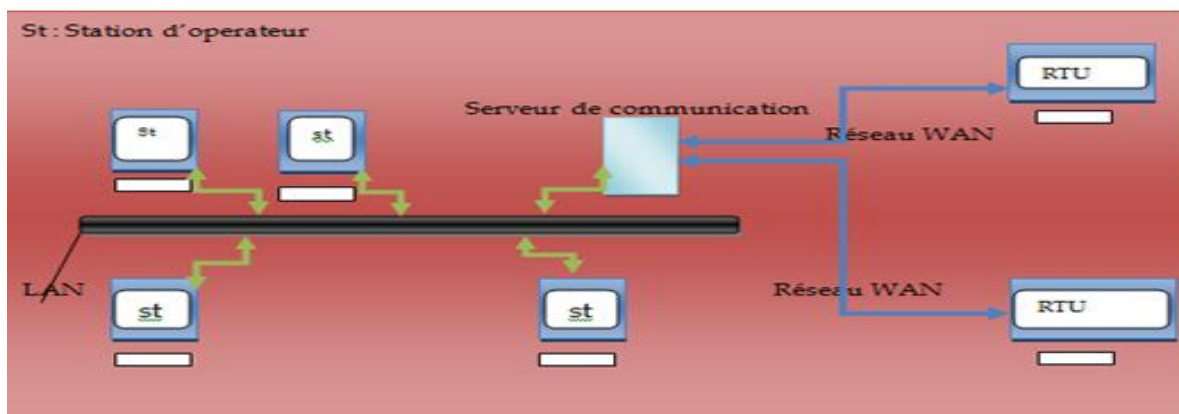 St : Station d´operateur
RTU
Serveur de communication
St
st
Réseau WAN
LAN
Réseau WAN
st
st
RTU